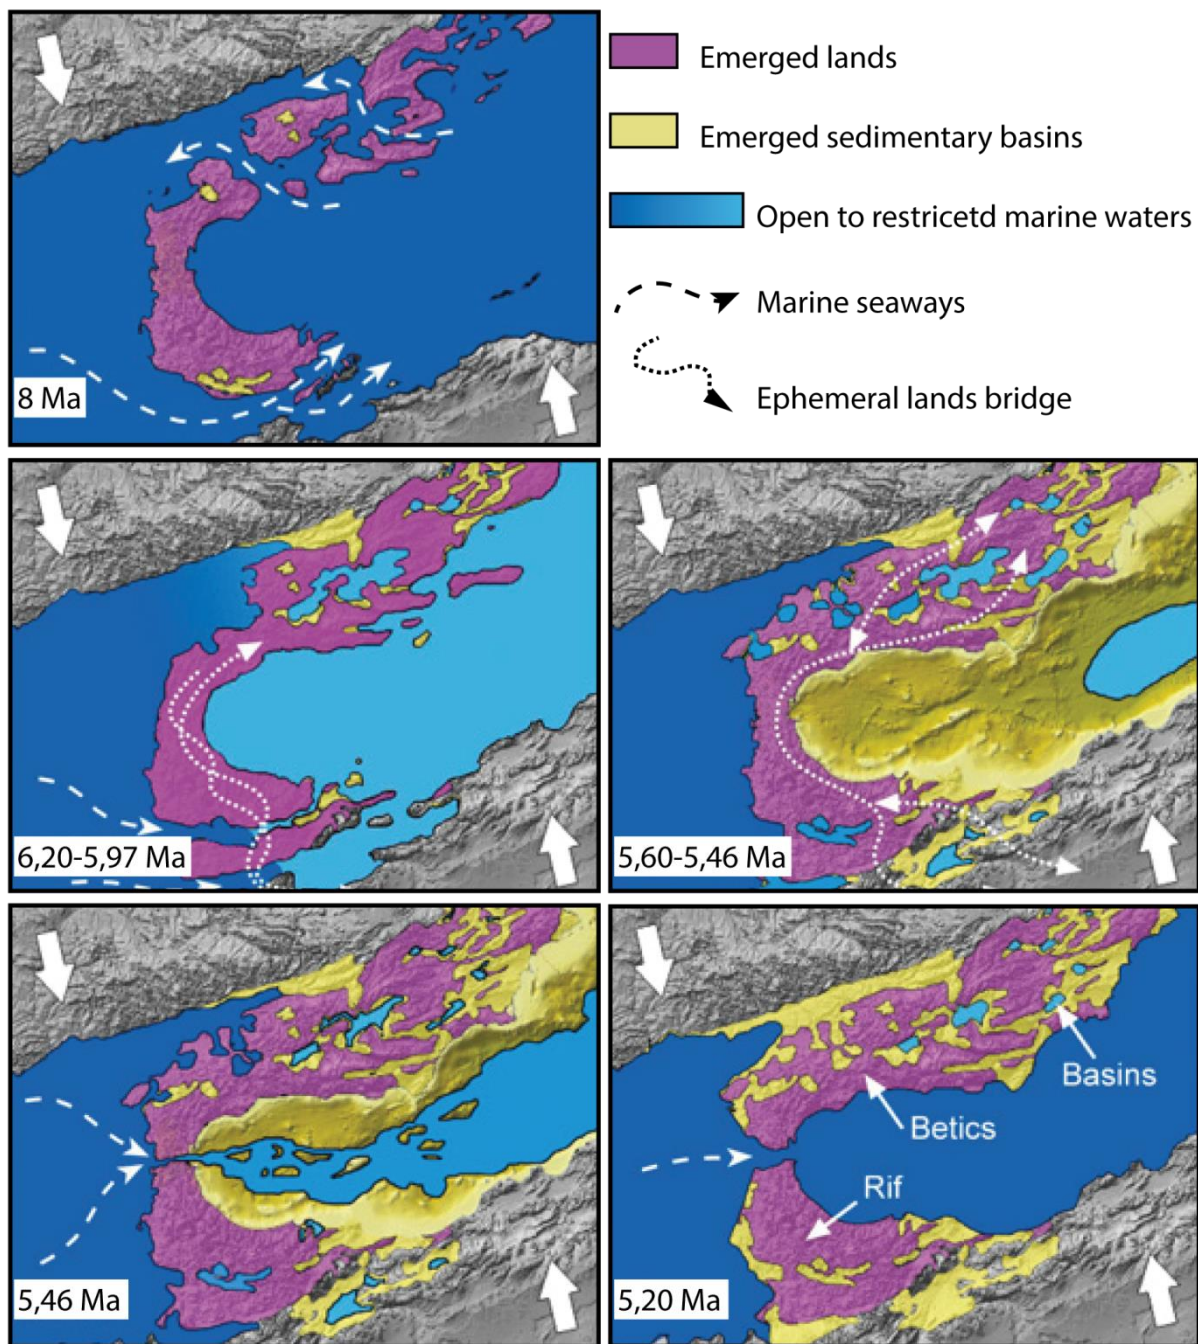 Emerged lands
Emerged sedimentary basins
Open to restricetd marine waters
Marine seaways
Ephemeral lands bridge
8 Ma
6,20-5,97 Ma
5,60-5,46 Ma
5,46 Ma
Basins
Betics
Rif
5,20 Ma